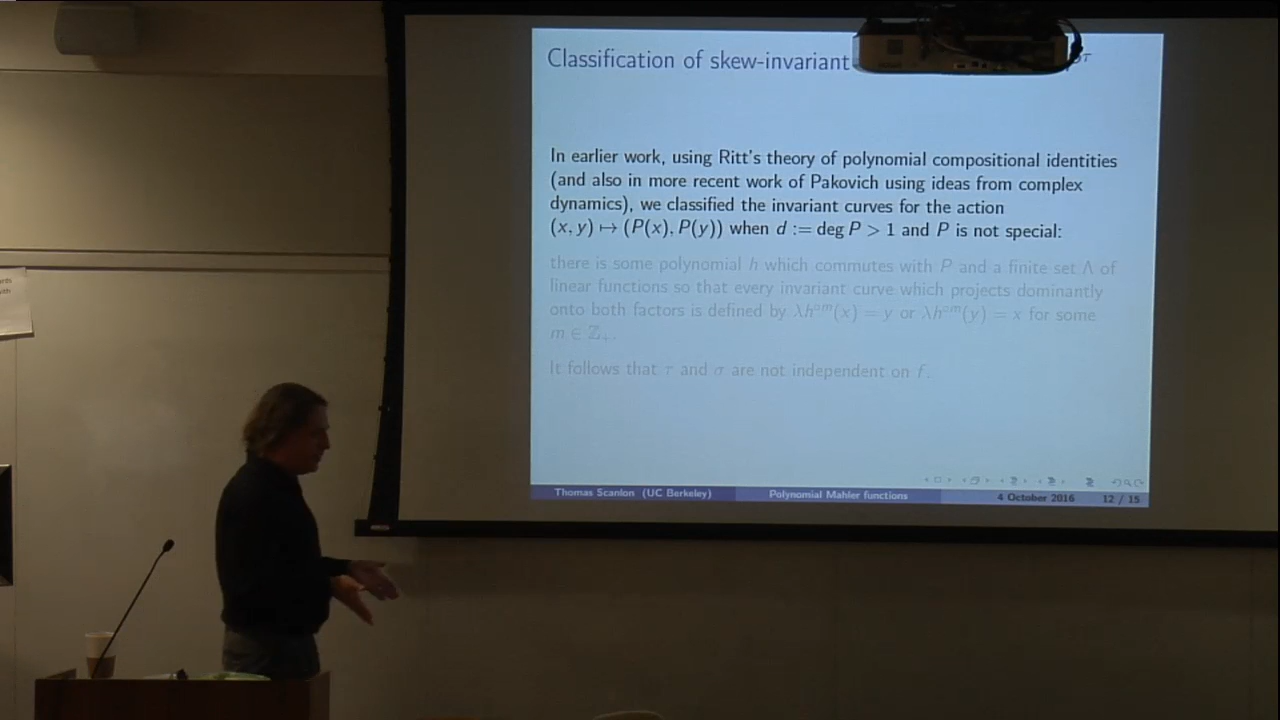 Classification of skew-invariant
In earlier work, using Ritt's theory of polynomial compositional identities
(and also in more recent work of Pakovich using ideas from complex
dynamics), we classified the invariant curves for the action
(x, y) ↦ (P(x), P(y)) when d := deg P > 1 and P is not special:
there is some polynomial h which commutes with P and a finite set Λ of
linear functions so that every invariant curve which projects dominantly
onto both factors is defined by λh°ᵐ(x) = y or λh°ᵐ(y) = x for some
m ∈ ℤ₊.
It follows that τ and σ are not independent on f.
Thomas Scanlon (UC Berkeley) Polynomial Mahler functions 4 October 2016 12 / 15